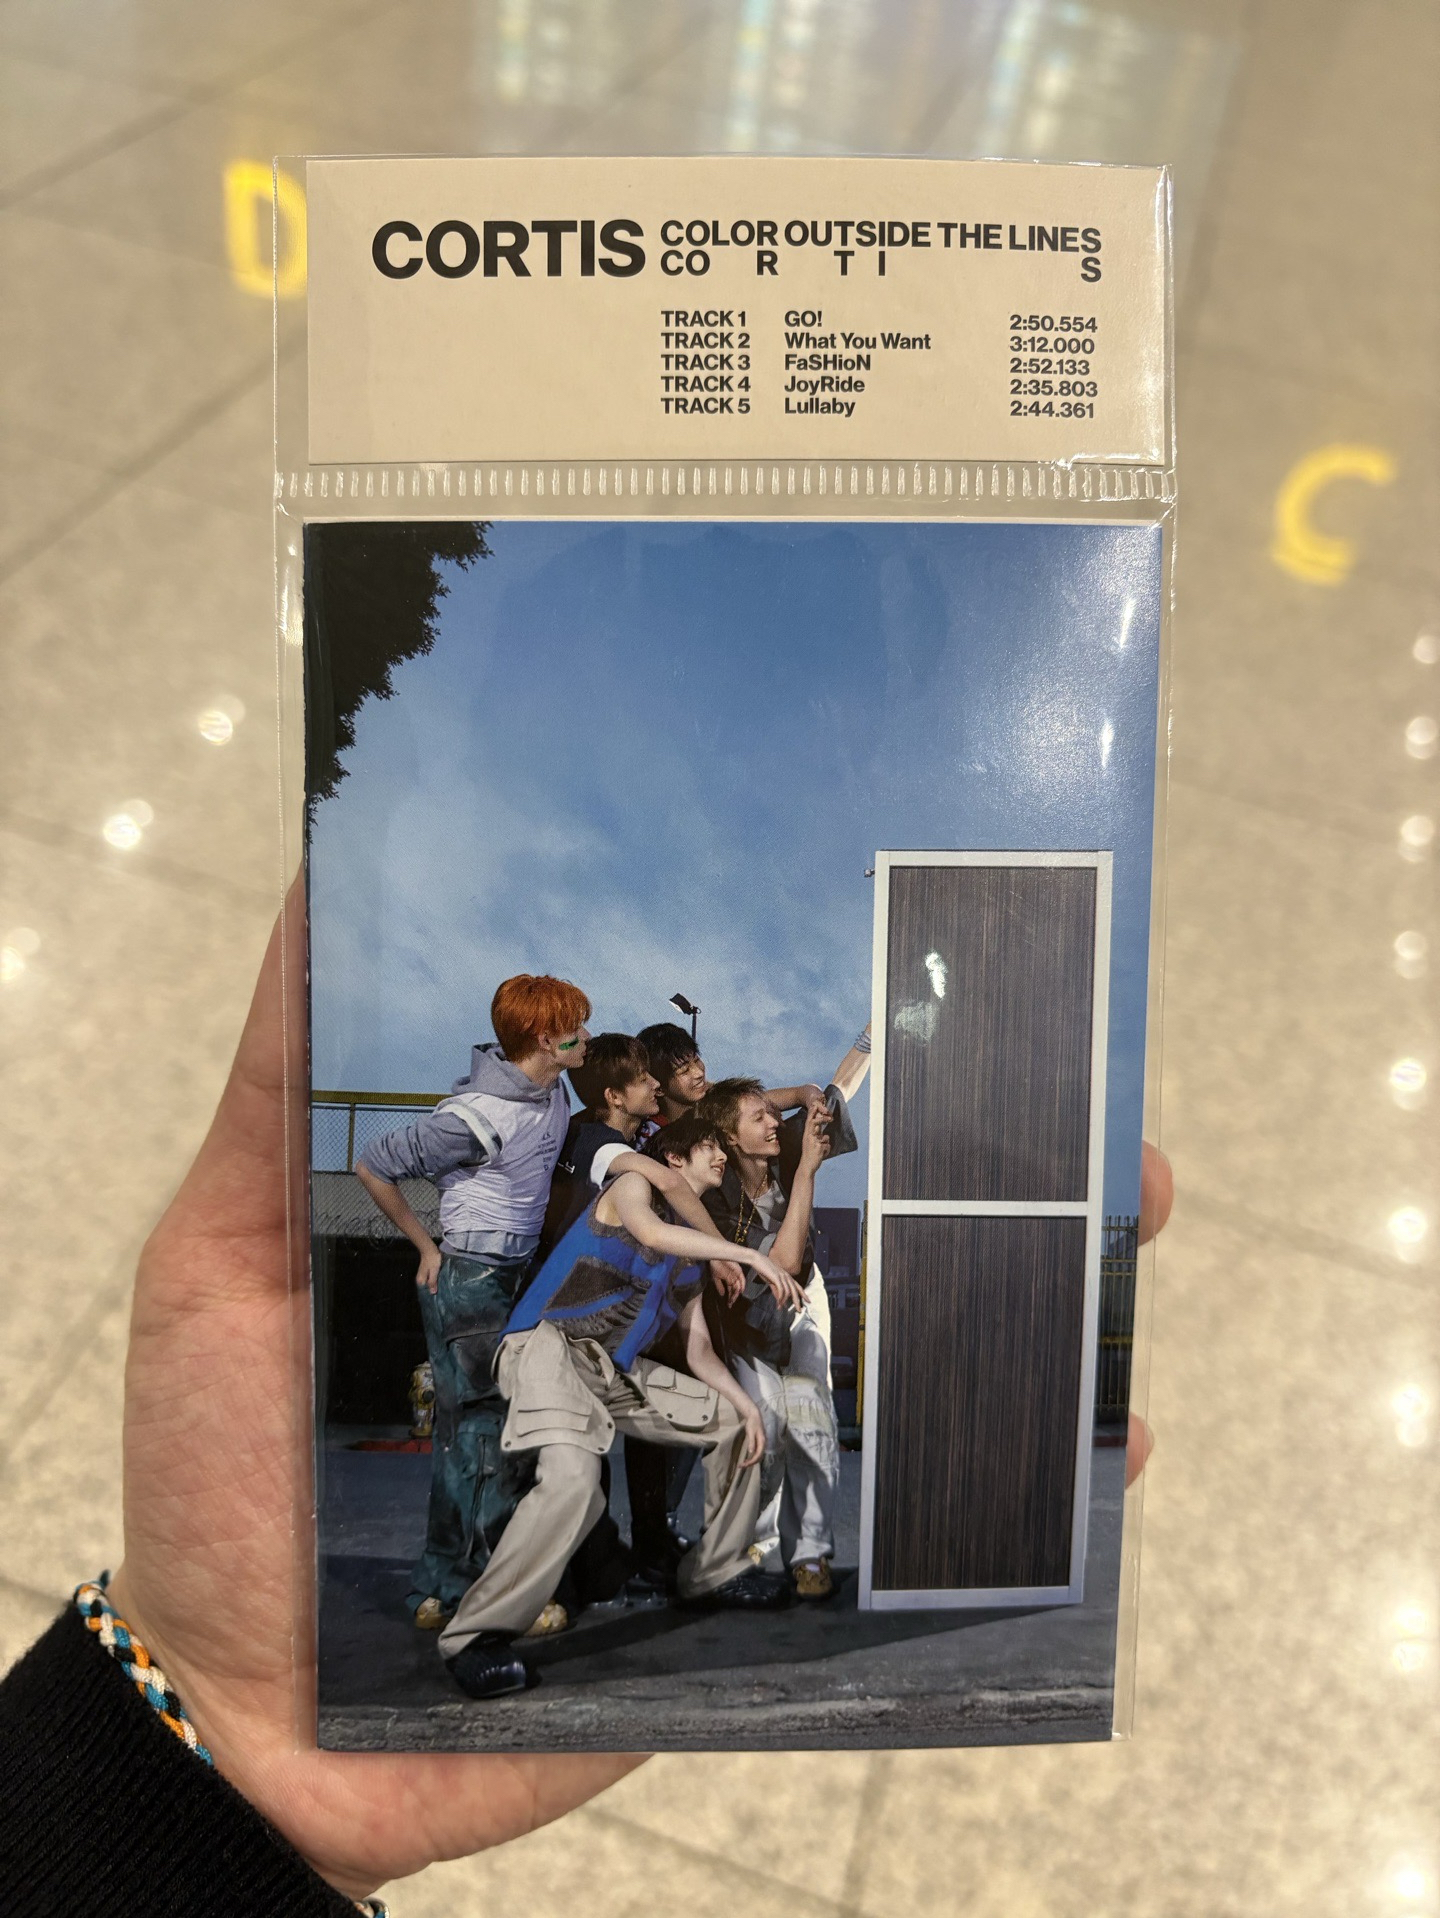 CORTIS COLOR OUTSIDE THE LINES
CO R T I S
TRACK 1 GO! 2:50.554
TRACK 2 What You Want 3:12.000
TRACK 3 FaSHioN 2:52.133
TRACK 4 JoyRide 2:35.803
TRACK 5 Lullaby 2:44.361
D
C